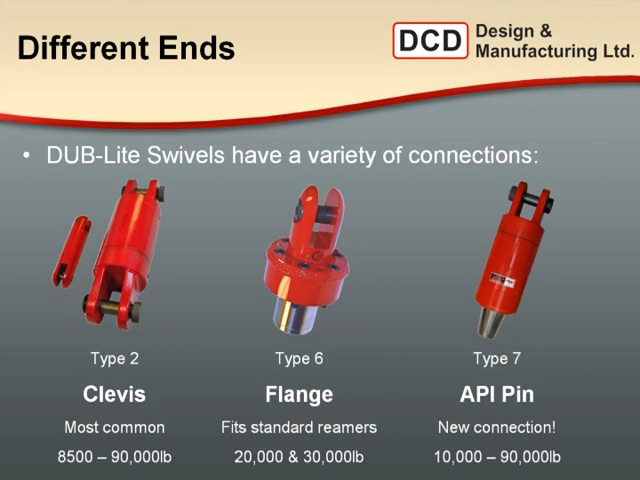 Different Ends
DCD
Design &
Manufacturing Ltd.
• DUB-Lite Swivels have a variety of connections:
Type 2
Type 6
Type 7
Clevis
Flange
API Pin
Most common
Fits standard reamers
New connection!
8500 – 90,000lb
20,000 & 30,000lb
10,000 – 90,000lb